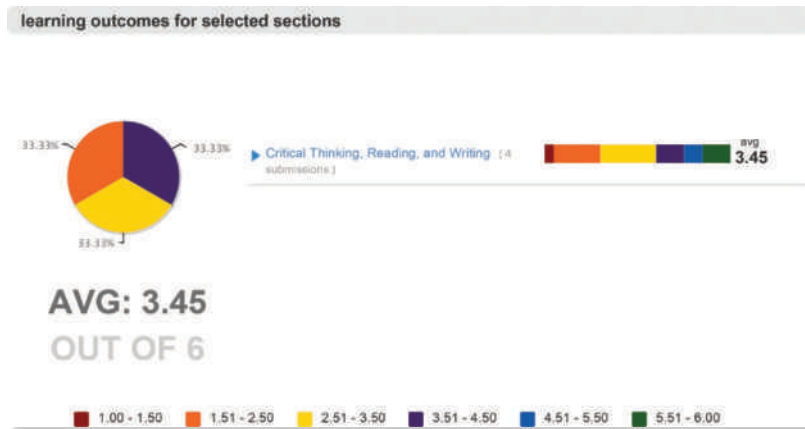 learning outcomes for selected sections
33.33%
33.33%
33.33%
Critical Thinking, Reading, and Writing (4
submissions)
avg
3.45
AVG: 3.45
OUT OF 6
1.00 - 1.50
1.51 - 2.50
2.51 - 3.50
3.51 - 4.50
4.51 - 5.50
5.51 - 6.00